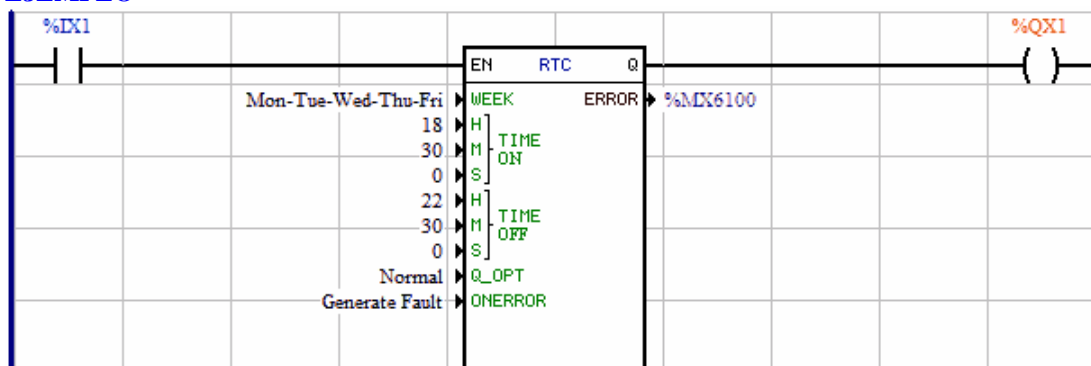 %IX1 %QX1
EN RTC Q
Mon-Tue-Wed-Thu-Fri WEEK ERROR %MX6100
18 H
30 M TIME ON
0 S
22 H
30 M TIME OFF
0 S
Normal Q_OPT
Generate Fault ONERROR